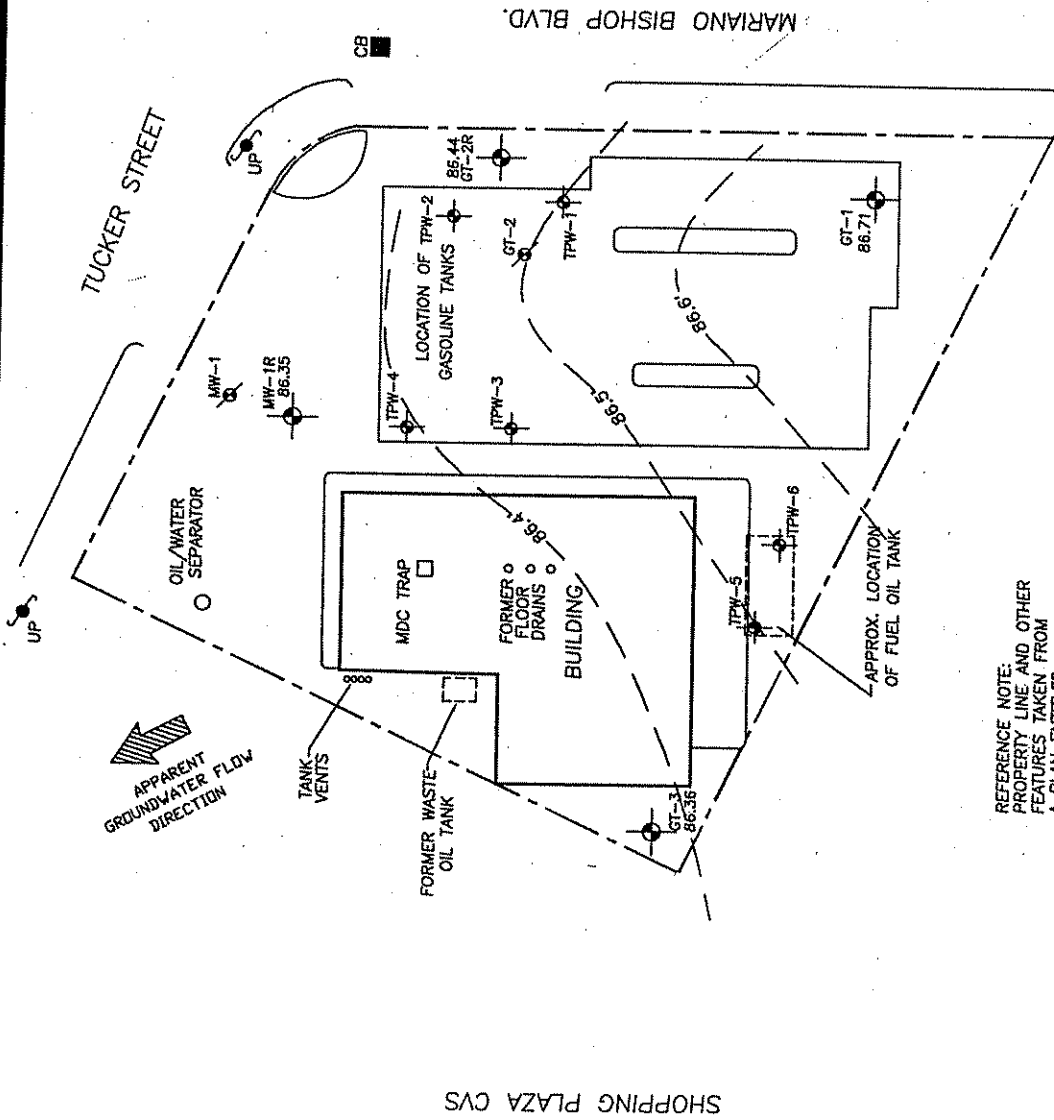 MARIANO BISHOP BLVD.
TUCKER STREET
CB
UP
86.44
GT-2R
LOCATION OF TPW-2
GASOLINE TANKS
GT-2
TPW-1
MW-1
MW-1R
86.35
TPW-4
TPW-3
GT-1
86.71
86.6'
86.5'
86.4'
UP
OIL/WATER
SEPARATOR
MDC TRAP
FORMER
FLOOR
DRAINS
BUILDING
TPW-6
TPW-5
APPROX. LOCATION
OF FUEL OIL TANK
APPARENT
GROUNDWATER FLOW
DIRECTION
TANK
VENTS
FORMER WASTE
OIL TANK
GT-3
86.36
REFERENCE NOTE:
PROPERTY LINE AND OTHER
FEATURES TAKEN FROM
SHOPPING PLAZA CVS